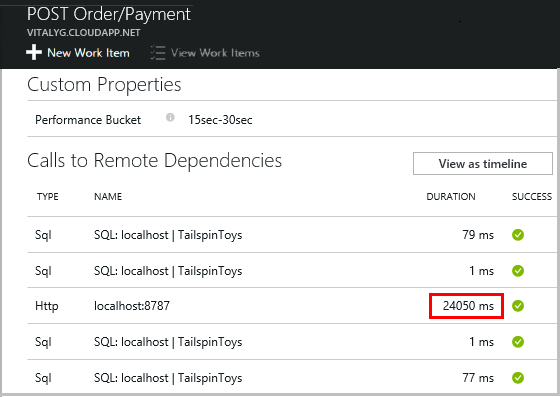 POST Order/Payment
VITALYG.CLOUDAPP.NET
New Work Item View Work Items
Custom Properties
Performance Bucket 15sec-30sec
Calls to Remote Dependencies View as timeline
TYPE NAME DURATION SUCCESS
Sql SQL: localhost | TailspinToys 79 ms
Sql SQL: localhost | TailspinToys 1 ms
Http localhost:8787 24050 ms
Sql SQL: localhost | TailspinToys 1 ms
Sql SQL: localhost | TailspinToys 77 ms